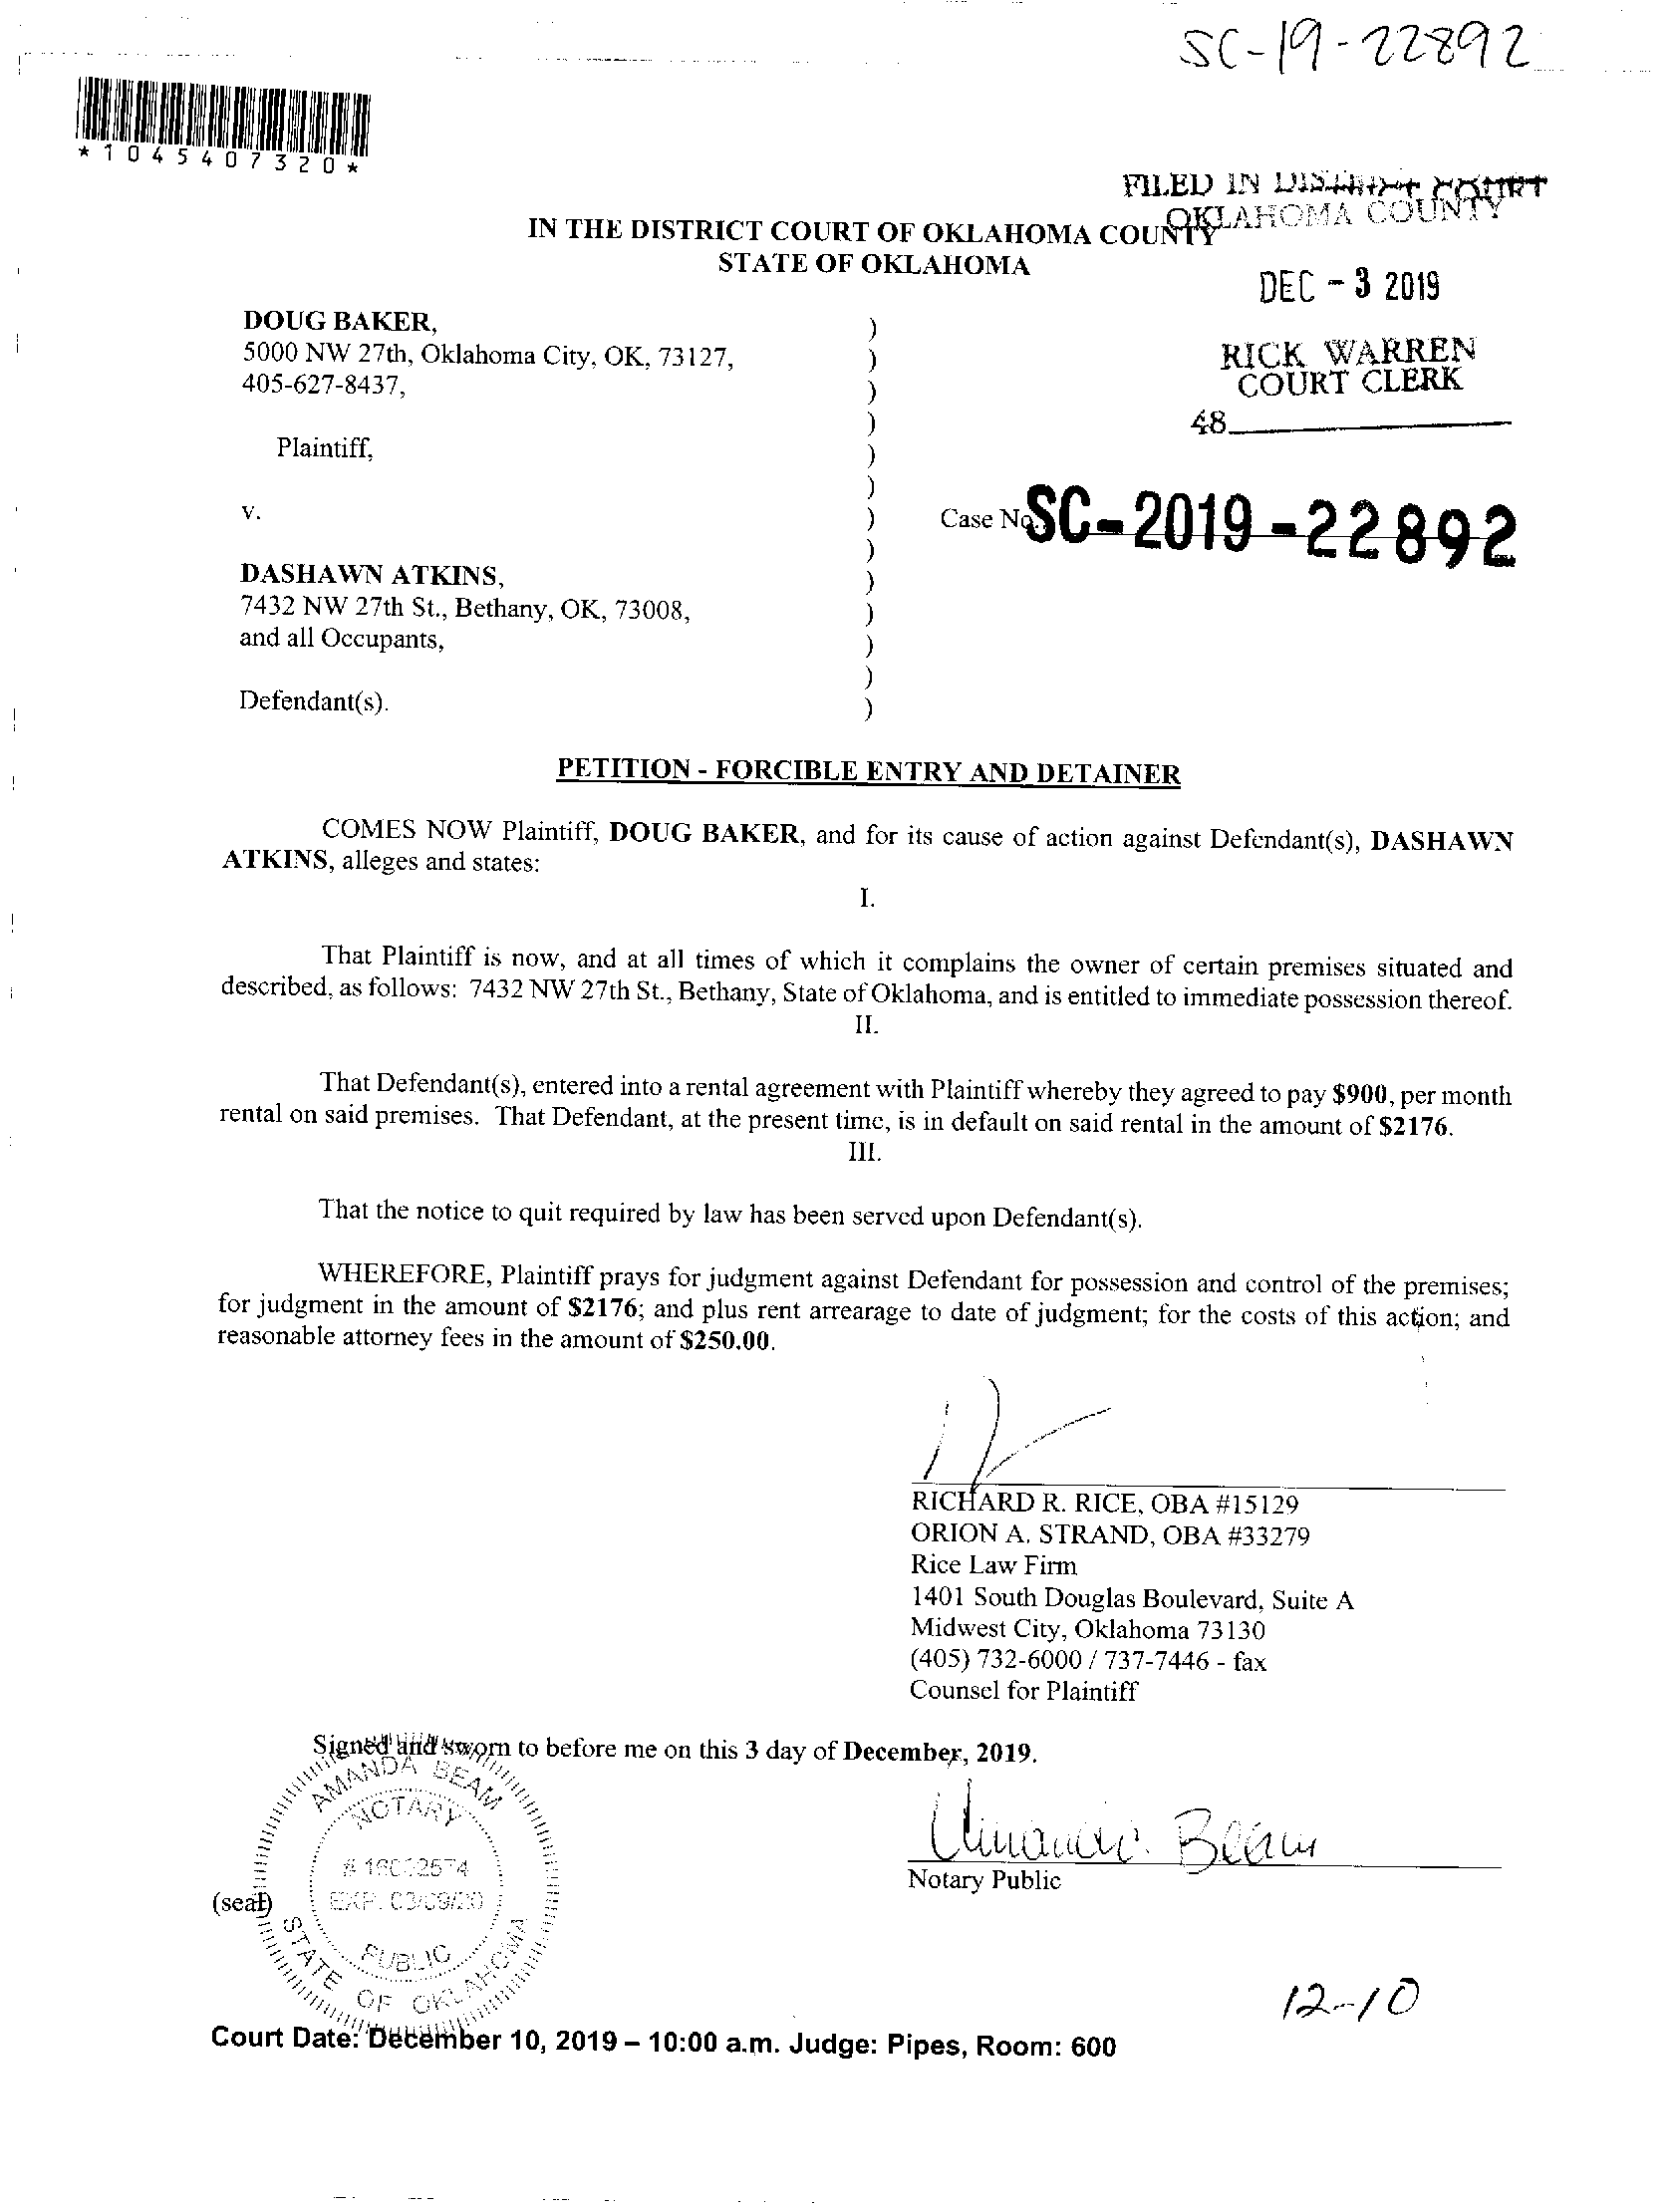 SC-19-22892
*1045407320*
FILED IN DISTRICT COURT
OKLAHOMA COUNTY
IN THE DISTRICT COURT OF OKLAHOMA COUNTY
STATE OF OKLAHOMA
DEC - 3 2019
DOUG BAKER, )
5000 NW 27th, Oklahoma City, OK, 73127, )
405-627-8437, )
RICK WARREN
COURT CLERK
48
)
Plaintiff, )
)
v. )
Case No. SC-2019-22892
)
DASHAWN ATKINS, )
7432 NW 27th St., Bethany, OK, 73008, )
and all Occupants, )
)
Defendant(s). )
PETITION - FORCIBLE ENTRY AND DETAINER
COMES NOW Plaintiff, DOUG BAKER, and for its cause of action against Defendant(s), DASHAWN
ATKINS, alleges and states:
I.
That Plaintiff is now, and at all times of which it complains the owner of certain premises situated and
described, as follows: 7432 NW 27th St., Bethany, State of Oklahoma, and is entitled to immediate possession thereof.
II.
That Defendant(s), entered into a rental agreement with Plaintiff whereby they agreed to pay $900, per month
rental on said premises. That Defendant, at the present time, is in default on said rental in the amount of $2176.
III.
That the notice to quit required by law has been served upon Defendant(s).
WHEREFORE, Plaintiff prays for judgment against Defendant for possession and control of the premises;
for judgment in the amount of $2176; and plus rent arrearage to date of judgment; for the costs of this action; and
reasonable attorney fees in the amount of $250.00.
RICHARD R. RICE, OBA #15129
ORION A. STRAND, OBA #33279
Rice Law Firm
1401 South Douglas Boulevard, Suite A
Midwest City, Oklahoma 73130
(405) 732-6000 / 737-7446 - fax
Counsel for Plaintiff
Signed and sworn to before me on this 3 day of December, 2019.
AMANDA BEAM
NOTARY
EXP. 03/09/20
PUBLIC
STATE OF OKLAHOMA
(seal)
Amanda Beam
Notary Public
12-10
Court Date: December 10, 2019 – 10:00 a.m. Judge: Pipes, Room: 600